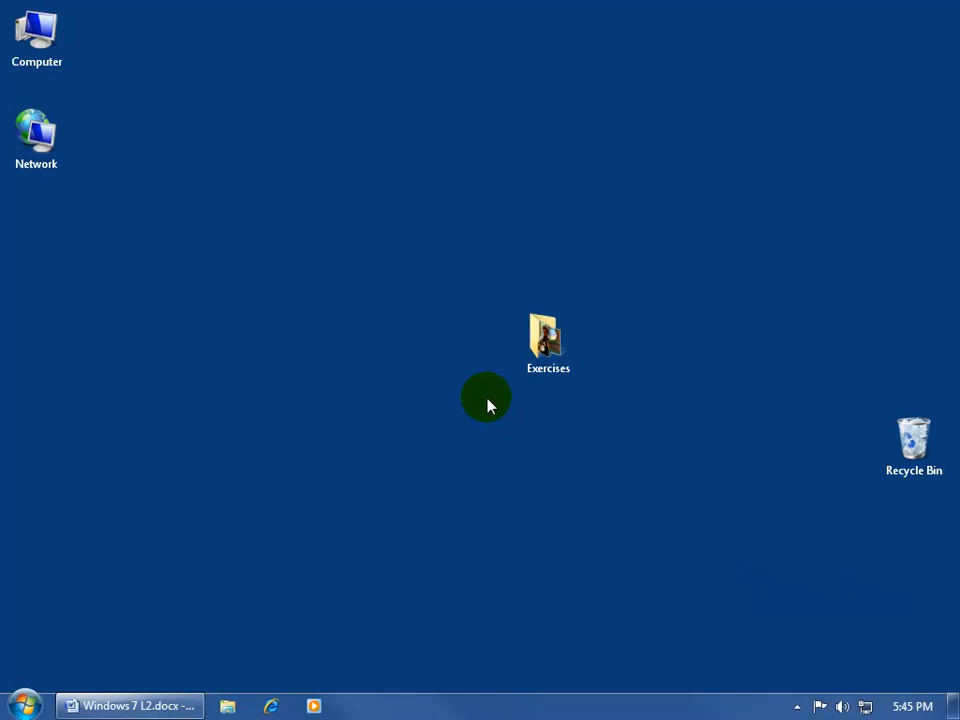 Computer
Network
Exercises
Recycle Bin
Windows 7 L2.docx -...
5:45 PM